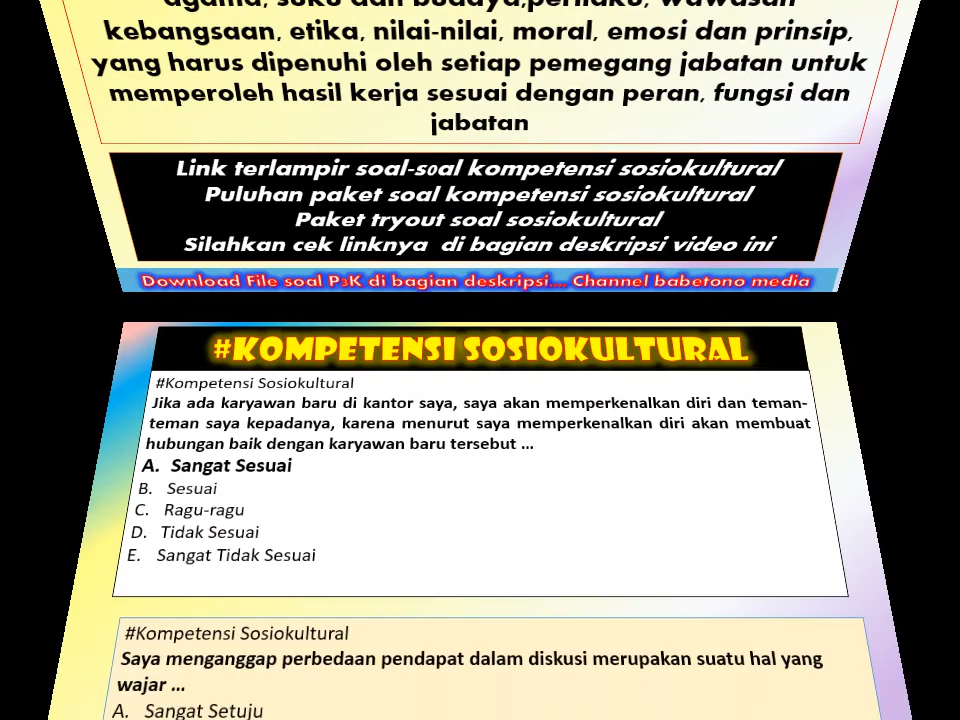 agama, suku dan budaya,perilaku, wawasan
kebangsaan, etika, nilai-nilai, moral, emosi dan prinsip,
yang harus dipenuhi oleh setiap pemegang jabatan untuk
memperoleh hasil kerja sesuai dengan peran, fungsi dan
jabatan
Link terlampir soal-soal kompetensi sosiokultural
Puluhan paket soal kompetensi sosiokultural
Paket tryout soal sosiokultural
Silahkan cek linknya di bagian deskripsi video ini
Download File soal P3K di bagian deskripsi.... Channel babetono media
#KOMPETENSI SOSIOKULTURAL
#Kompetensi Sosiokultural
Jika ada karyawan baru di kantor saya, saya akan memperkenalkan diri dan teman-
teman saya kepadanya, karena menurut saya memperkenalkan diri akan membuat
hubungan baik dengan karyawan baru tersebut ...
A. Sangat Sesuai
B. Sesuai
C. Ragu-ragu
D. Tidak Sesuai
E. Sangat Tidak Sesuai
#Kompetensi Sosiokultural
Saya menganggap perbedaan pendapat dalam diskusi merupakan suatu hal yang
wajar ...
A. Sangat Setuju